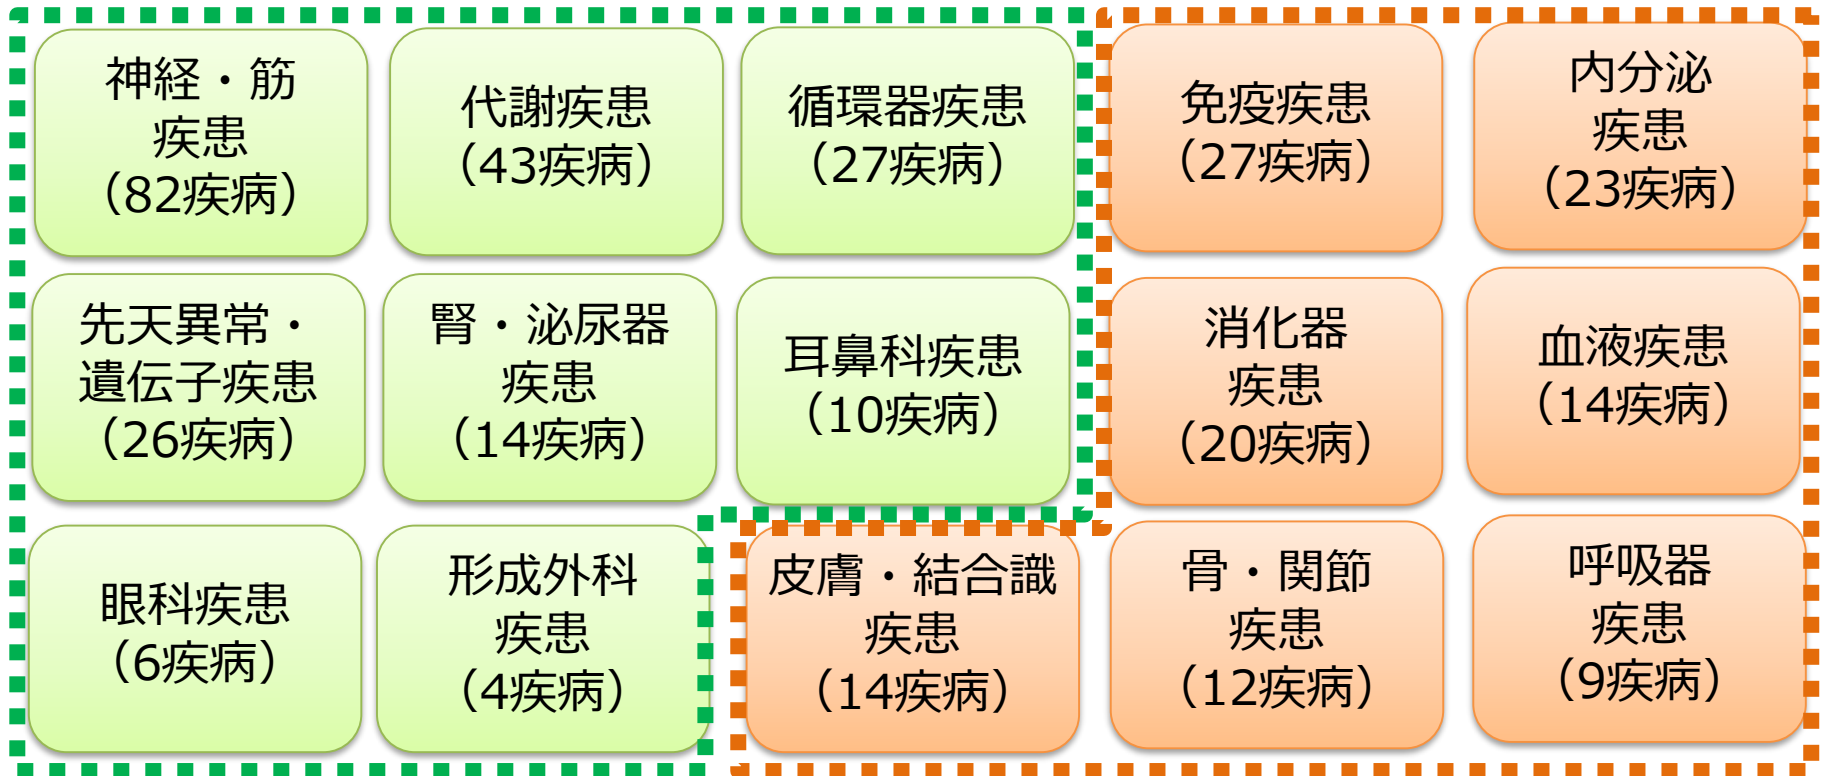 神経・筋
疾患
（82疾病）
代謝疾患
（43疾病）
循環器疾患
（27疾病）
免疫疾患
（27疾病）
内分泌
疾患
（23疾病）
先天異常・
遺伝子疾患
（26疾病）
腎・泌尿器
疾患
（14疾病）
耳鼻科疾患
（10疾病）
消化器
疾患
（20疾病）
血液疾患
（14疾病）
眼科疾患
（6疾病）
形成外科
疾患
（4疾病）
皮膚・結合識
疾患
（14疾病）
骨・関節
疾患
（12疾病）
呼吸器
疾患
（9疾病）